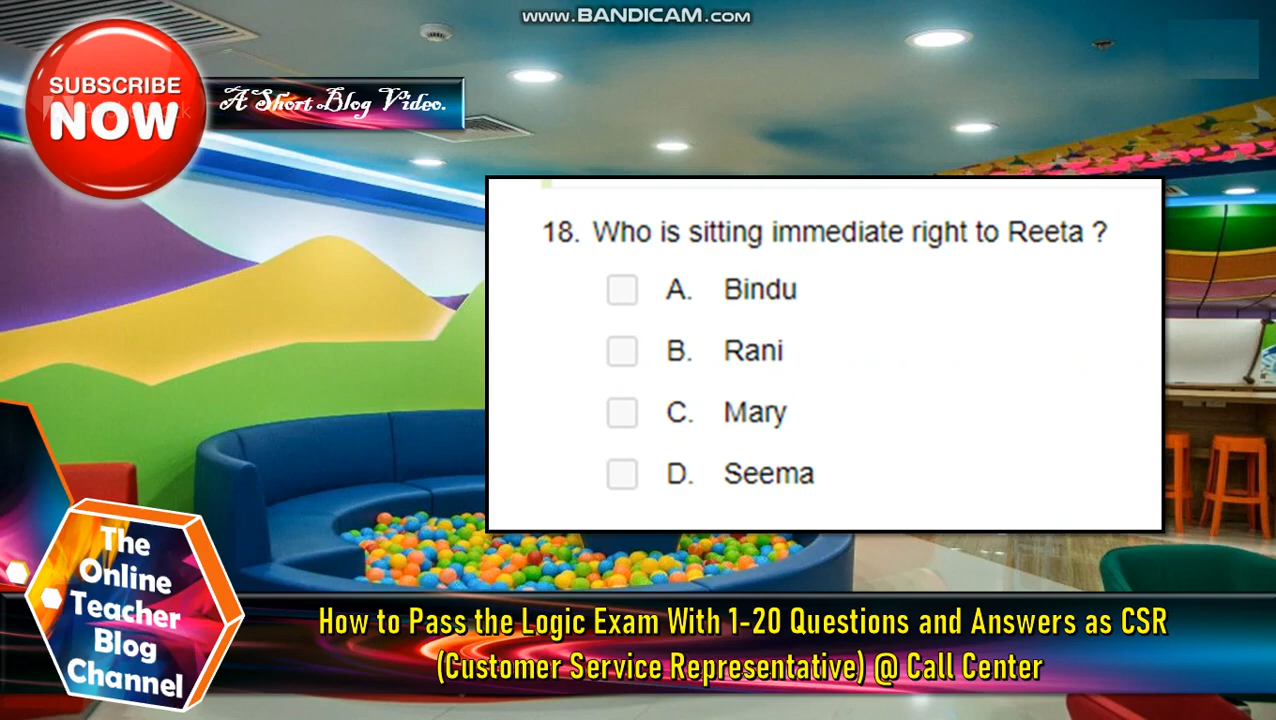 www.BANDICAM.com
SUBSCRIBE
NOW
A Short Blog Video.
18. Who is sitting immediate right to Reeta ?
A. Bindu
B. Rani
C. Mary
D. Seema
The
Online
Teacher
Blog
Channel
How to Pass the Logic Exam With 1-20 Questions and Answers as CSR
(Customer Service Representative) @ Call Center